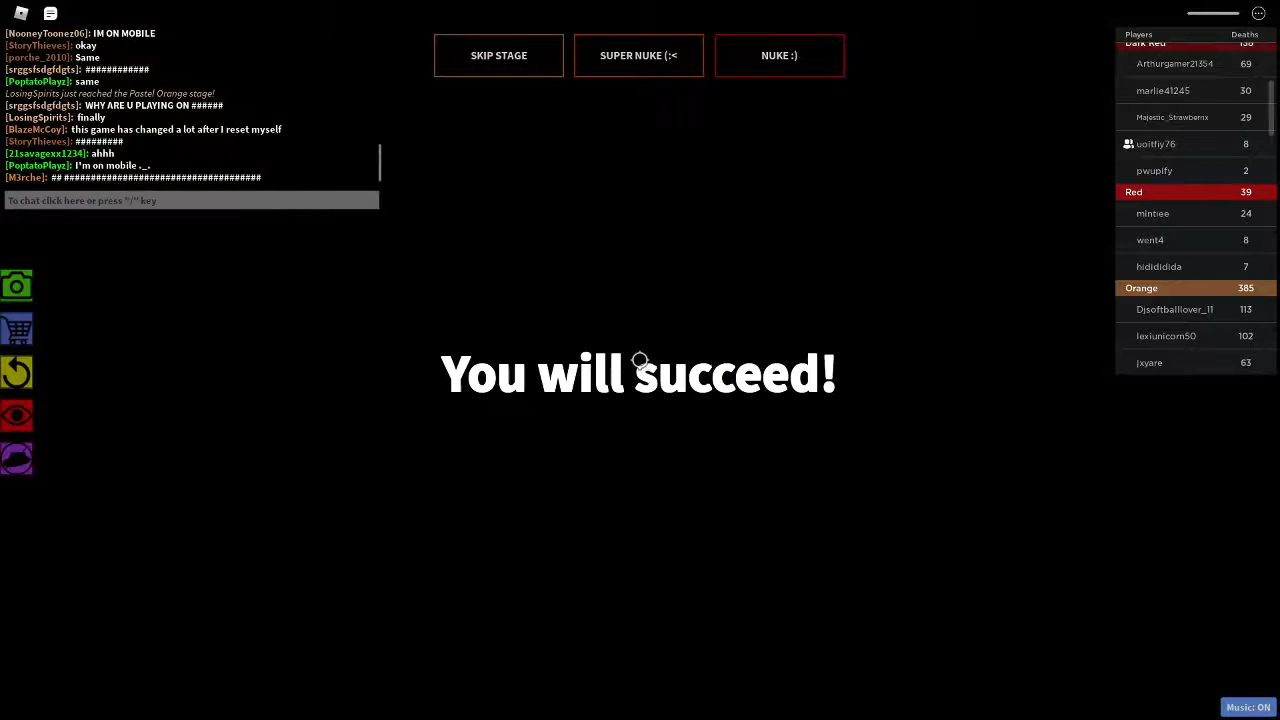 [NooneyToonez06]: IM ON MOBILE
[StoryThieves]: okay
[porche_2010]: Same
[srggsfsdgfdgts]: ############
[PoptatoPlayz]: same
LosingSpirits just reached the Pastel Orange stage!
[srggsfsdgfdgts]: WHY ARE U PLAYING ON ######
[LosingSpirits]: finally
[BlazeMcCoy]: this game has changed a lot after I reset myself
[StoryThieves]: #########
[21savagexx1234]: ahhh
[PoptatoPlayz]: I'm on mobile ._.
[M3rche]: ## #####################################
To chat click here or press "/" key
SKIP STAGE
SUPER NUKE (:<
NUKE :)
You will succeed!
Players Deaths
Dark Red 138
Arthurgamer21354 69
marlie41245 30
Majestic_Strawberrix 29
uoitfiy76 8
pwupify 2
Red 39
mintiee 24
went4 8
hidididida 7
Orange 385
Djsoftballlover_11 113
lexiunicorn50 102
jxyare 63
Music: ON